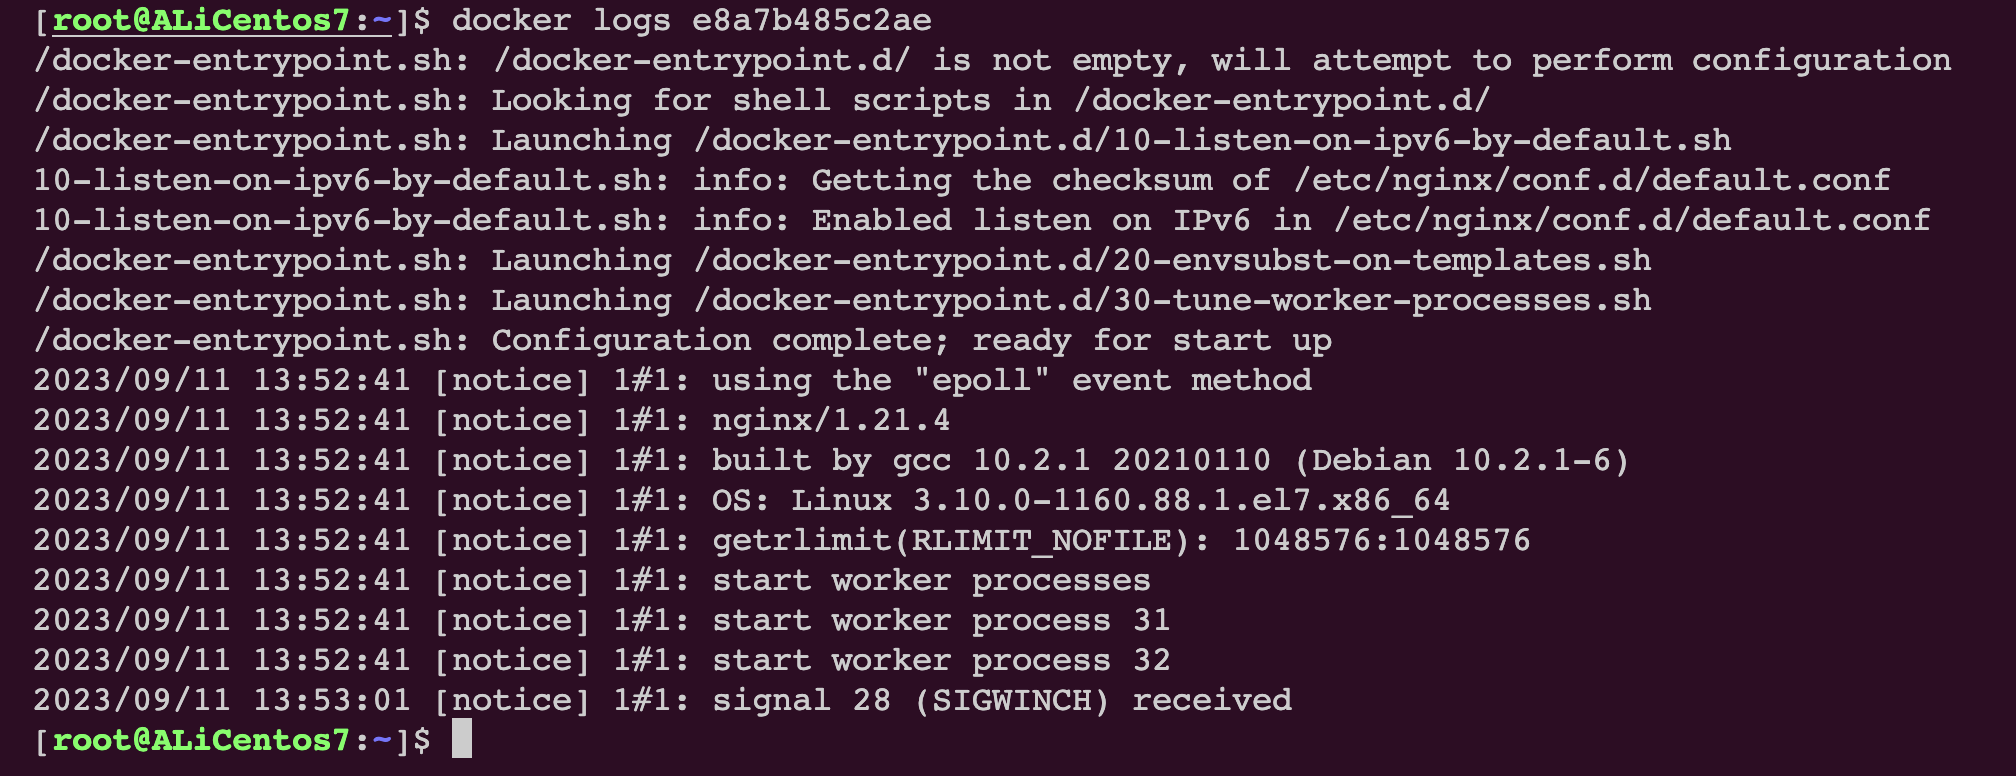 [root@ALiCentos7:~]$ docker logs e8a7b485c2ae
/docker-entrypoint.sh: /docker-entrypoint.d/ is not empty, will attempt to perform configuration
/docker-entrypoint.sh: Looking for shell scripts in /docker-entrypoint.d/
/docker-entrypoint.sh: Launching /docker-entrypoint.d/10-listen-on-ipv6-by-default.sh
10-listen-on-ipv6-by-default.sh: info: Getting the checksum of /etc/nginx/conf.d/default.conf
10-listen-on-ipv6-by-default.sh: info: Enabled listen on IPv6 in /etc/nginx/conf.d/default.conf
/docker-entrypoint.sh: Launching /docker-entrypoint.d/20-envsubst-on-templates.sh
/docker-entrypoint.sh: Launching /docker-entrypoint.d/30-tune-worker-processes.sh
/docker-entrypoint.sh: Configuration complete; ready for start up
2023/09/11 13:52:41 [notice] 1#1: using the "epoll" event method
2023/09/11 13:52:41 [notice] 1#1: nginx/1.21.4
2023/09/11 13:52:41 [notice] 1#1: built by gcc 10.2.1 20210110 (Debian 10.2.1-6)
2023/09/11 13:52:41 [notice] 1#1: OS: Linux 3.10.0-1160.88.1.el7.x86_64
2023/09/11 13:52:41 [notice] 1#1: getrlimit(RLIMIT_NOFILE): 1048576:1048576
2023/09/11 13:52:41 [notice] 1#1: start worker processes
2023/09/11 13:52:41 [notice] 1#1: start worker process 31
2023/09/11 13:52:41 [notice] 1#1: start worker process 32
2023/09/11 13:53:01 [notice] 1#1: signal 28 (SIGWINCH) received
[root@ALiCentos7:~]$